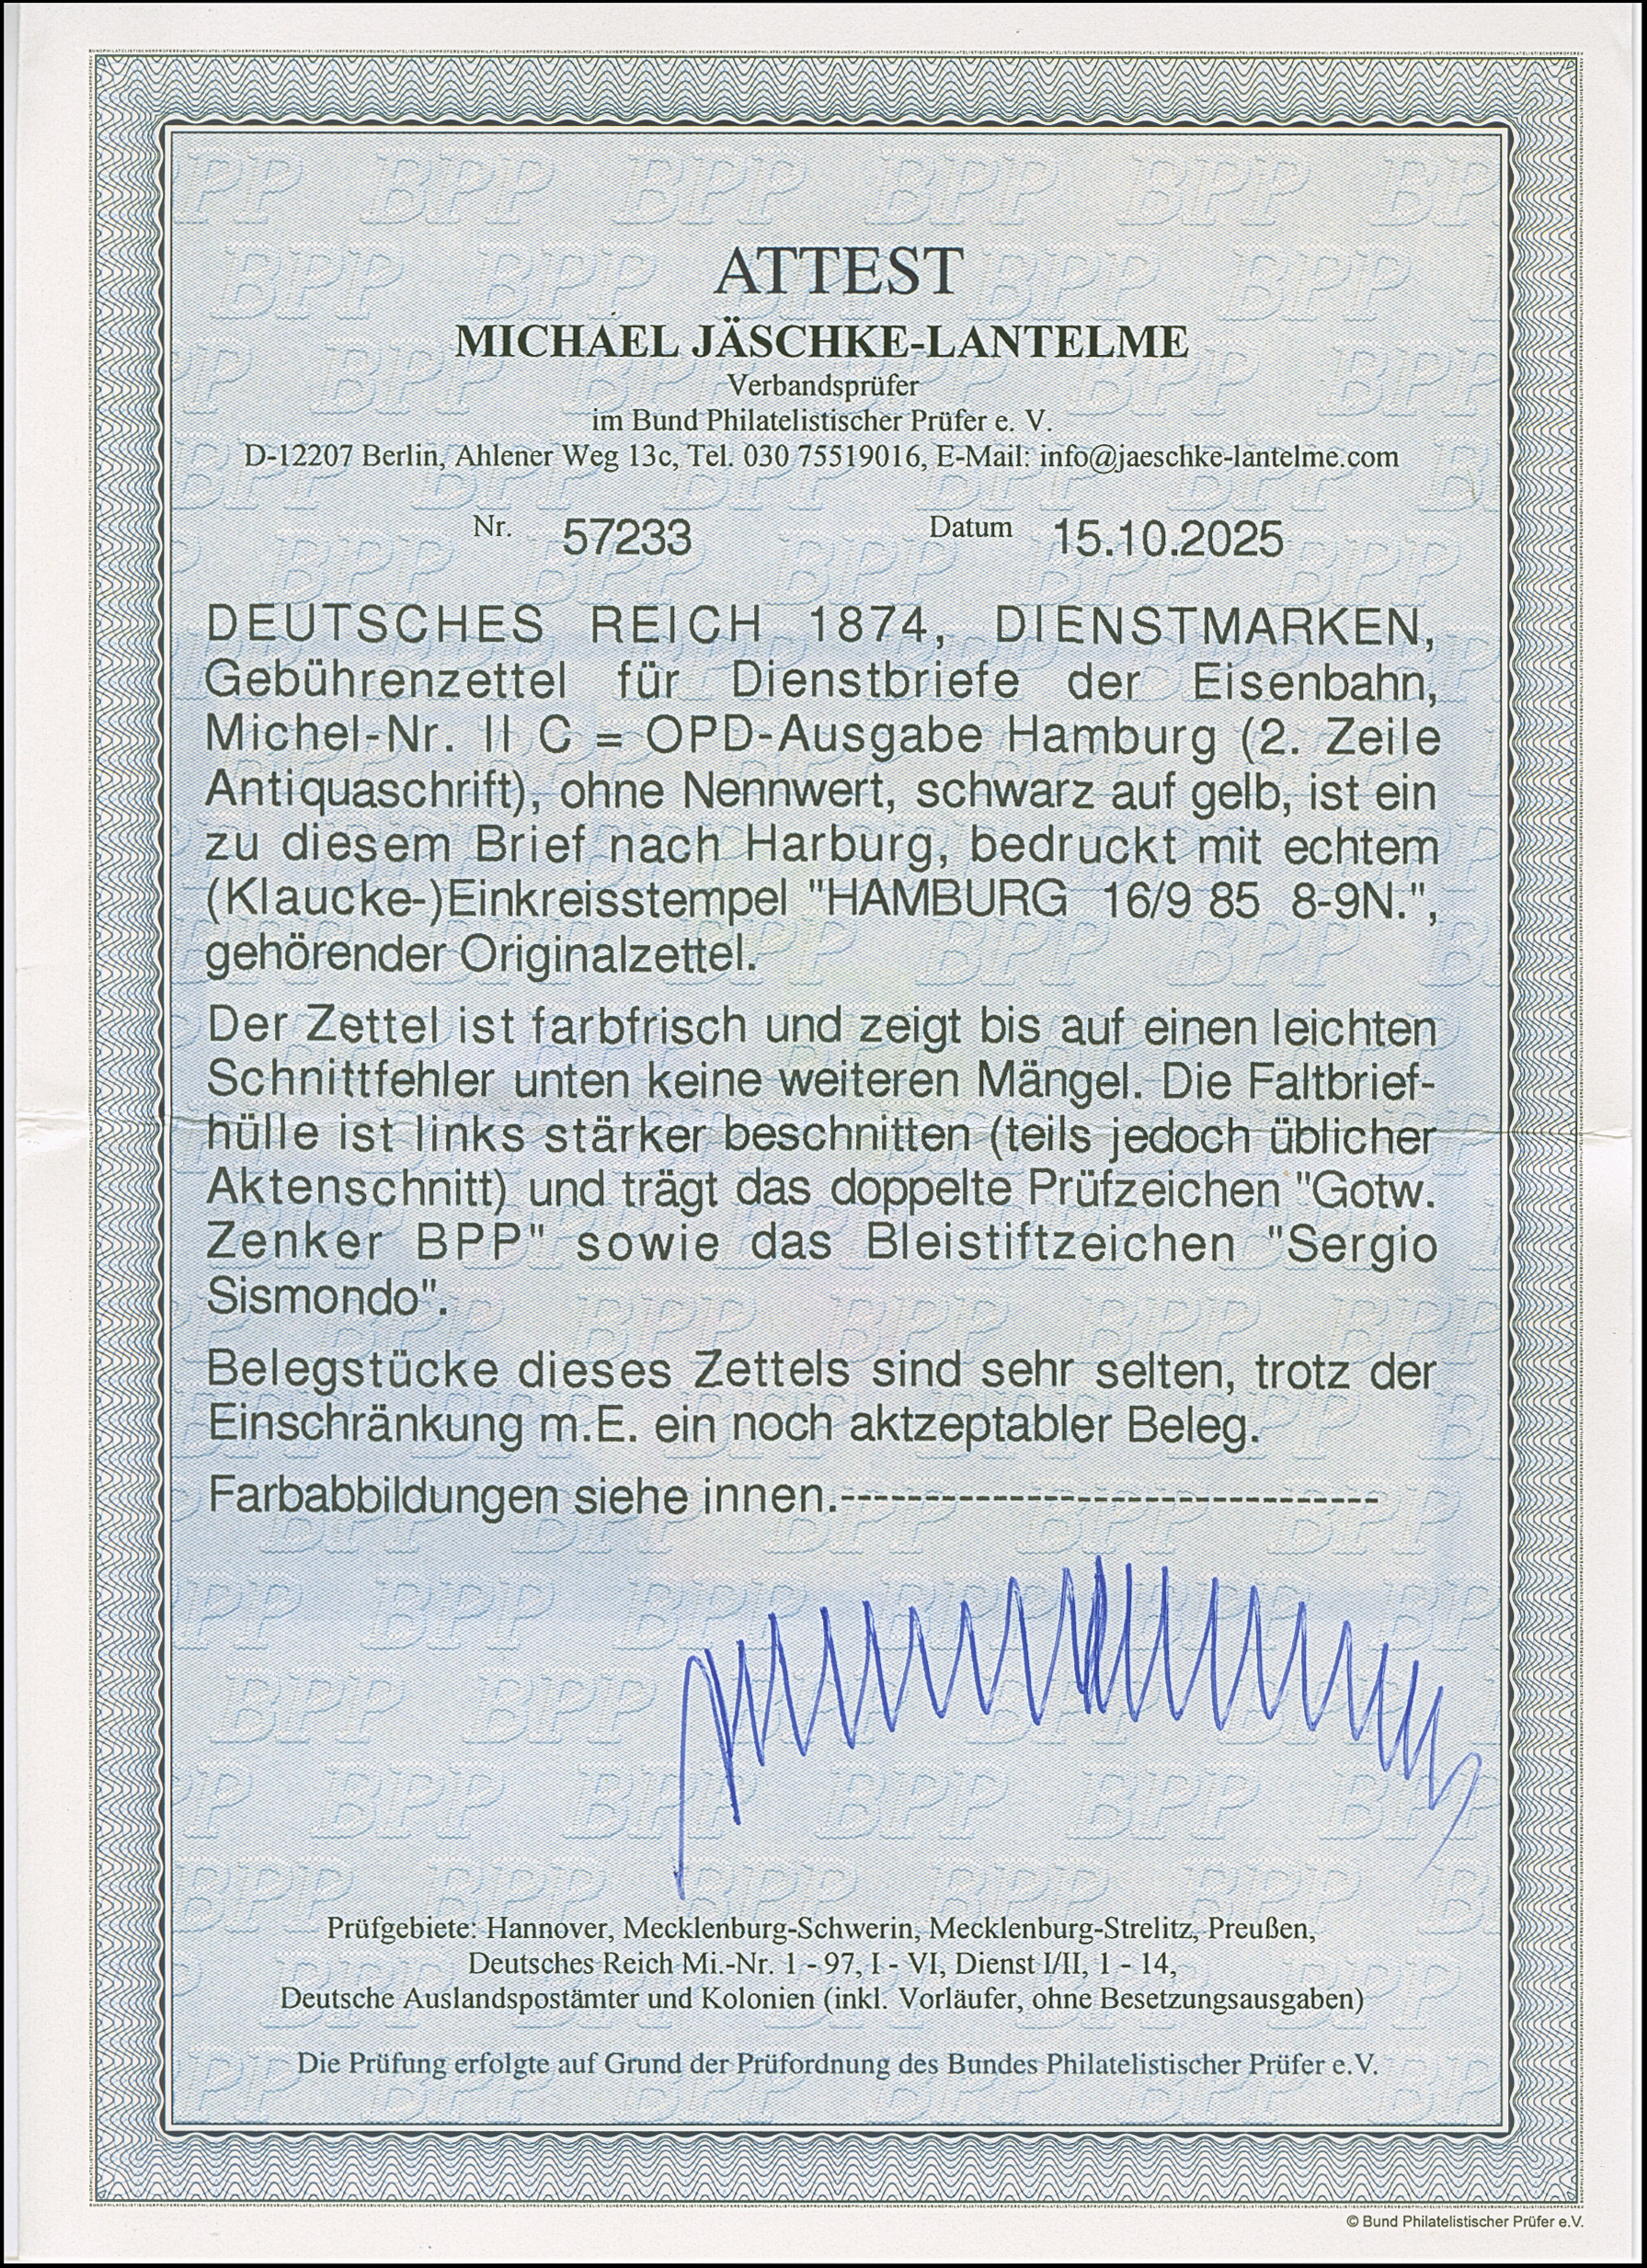 ATTEST
MICHAEL JÄSCHKE-LANTELME
Verbandsprüfer
im Bund Philatelistischer Prüfer e. V.
D-12207 Berlin, Ahlener Weg 13c, Tel. 030 75519016, E-Mail: info@jaeschke-lantelme.com
Nr. 57233 Datum 15.10.2025
DEUTSCHES REICH 1874, DIENSTMARKEN,
Gebührenzettel für Dienstbriefe der Eisenbahn,
Michel-Nr. II C = OPD-Ausgabe Hamburg (2. Zeile
Antiquaschrift), ohne Nennwert, schwarz auf gelb, ist ein
zu diesem Brief nach Harburg, bedruckt mit echtem
(Klaucke-)Einkreisstempel "HAMBURG 16/9 85 8-9N.",
gehörender Originalzettel.
Der Zettel ist farbfrisch und zeigt bis auf einen leichten
Schnittfehler unten keine weiteren Mängel. Die Faltbrief-
hülle ist links stärker beschnitten (teils jedoch üblicher
Aktenschnitt) und trägt das doppelte Prüfzeichen "Gotw.
Zenker BPP" sowie das Bleistiftzeichen "Sergio
Sismondo".
Belegstücke dieses Zettels sind sehr selten, trotz der
Einschränkung m.E. ein noch aktzeptabler Beleg.
Farbabbildungen siehe innen.--------------------------------
Prüfgebiete: Hannover, Mecklenburg-Schwerin, Mecklenburg-Strelitz, Preußen,
Deutsches Reich Mi.-Nr. 1 - 97, I - VI, Dienst I/II, 1 - 14,
Deutsche Auslandspostämter und Kolonien (inkl. Vorläufer, ohne Besetzungsausgaben)
Die Prüfung erfolgte auf Grund der Prüfordnung des Bundes Philatelistischer Prüfer e.V.
© Bund Philatelistischer Prüfer e.V.